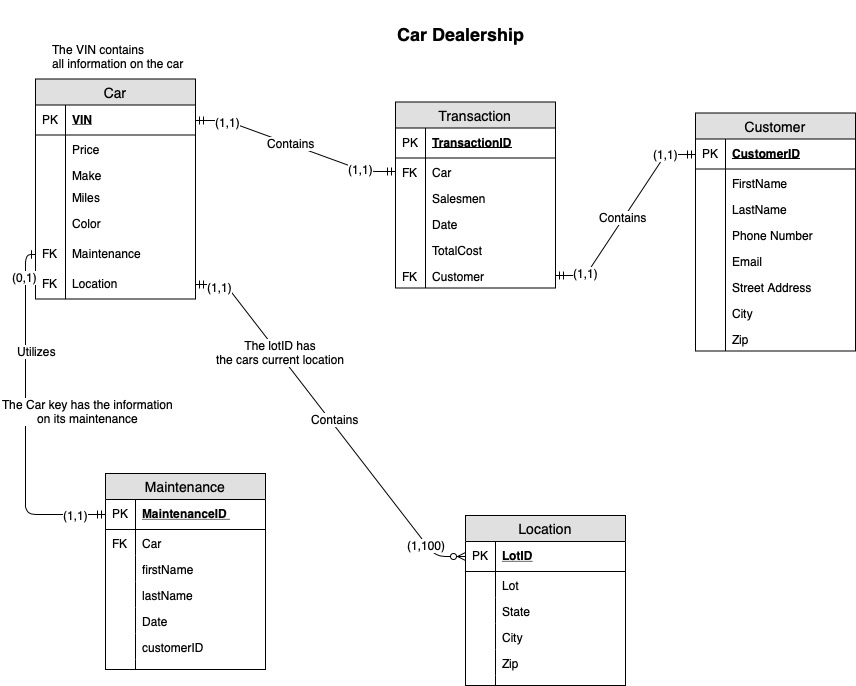 Car Dealership
The VIN contains
all information on the car
Car
PK VIN
Price
Make
Miles
Color
FK Maintenance
FK Location
(1,1)
Contains
(1,1)
Transaction
PK TransactionID
FK Car
Salesmen
Date
TotalCost
FK Customer
(1,1)
Contains
(1,1)
Customer
PK CustomerID
FirstName
LastName
Phone Number
Email
Street Address
City
Zip
(0,1)
Utilizes
The Car key has the information
on its maintenance
(1,1)
(1,1)
The lotID has
the cars current location
Contains
(1,100)
Maintenance
PK MaintenanceID
FK Car
firstName
lastName
Date
customerID
Location
PK LotID
Lot
State
City
Zip